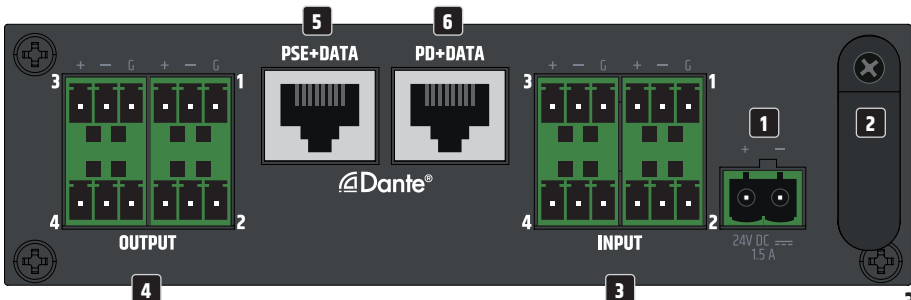 5 6
PSE+DATA PD+DATA
+ − G + − G + − G + − G
3 1 3 1
1 2
+ −
Dante®
4 2 4 2
OUTPUT INPUT
24V DC
1.5 A
4 3